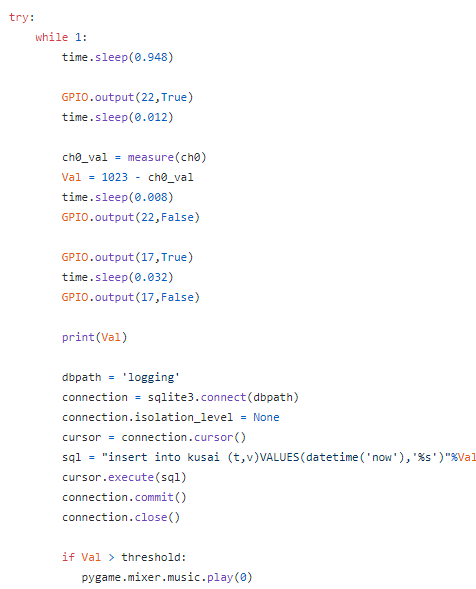 try:
    while 1:
        time.sleep(0.948)

        GPIO.output(22,True)
        time.sleep(0.012)

        ch0_val = measure(ch0)
        Val = 1023 - ch0_val
        time.sleep(0.008)
        GPIO.output(22,False)

        GPIO.output(17,True)
        time.sleep(0.032)
        GPIO.output(17,False)

        print(Val)

        dbpath = 'logging'
        connection = sqlite3.connect(dbpath)
        connection.isolation_level = None
        cursor = connection.cursor()
        sql = "insert into kusai (t,v)VALUES(datetime('now'),'%s')"%Val
        cursor.execute(sql)
        connection.commit()
        connection.close()

        if Val > threshold:
           pygame.mixer.music.play(0)